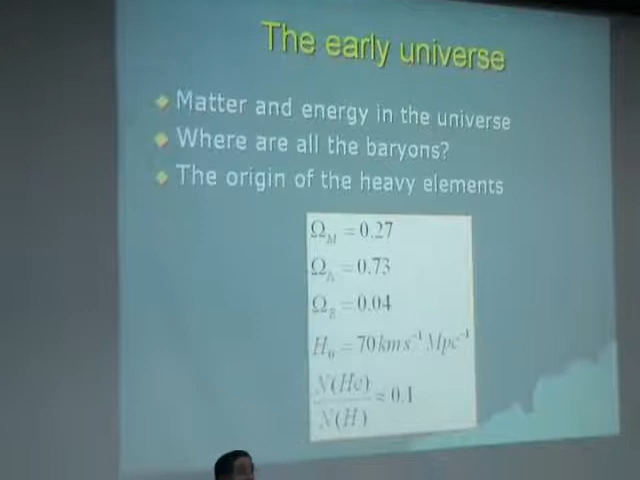 The early universe
Matter and energy in the universe
Where are all the baryons?
The origin of the heavy elements
Ω_M = 0.27
Ω_Λ = 0.73
Ω_B = 0.04
H_0 = 70 km s^-1 Mpc^-1
N(He)/N(H) = 0.1